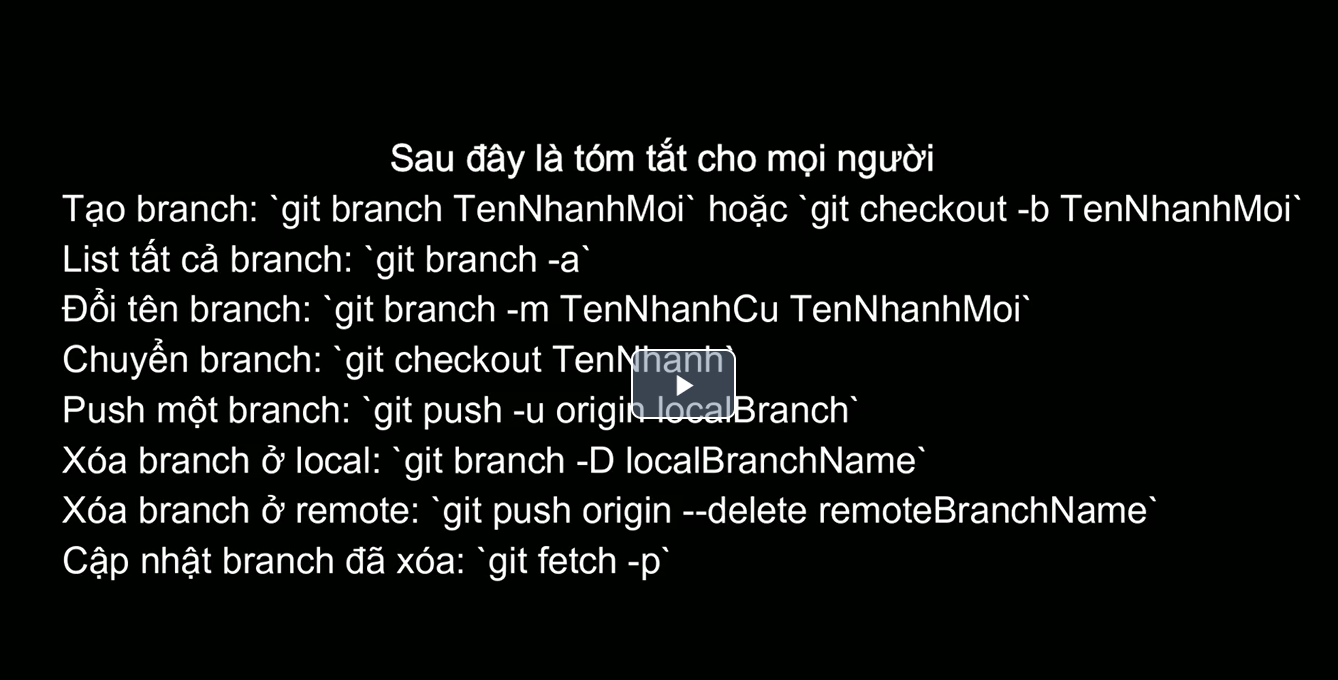 Sau đây là tóm tắt cho mọi người
Tạo branch: `git branch TenNhanhMoi` hoặc `git checkout -b TenNhanhMoi`
List tất cả branch: `git branch -a`
Đổi tên branch: `git branch -m TenNhanhCu TenNhanhMoi`
Chuyển branch: `git checkout TenNhanh`
Push một branch: `git push -u origin localBranch`
Xóa branch ở local: `git branch -D localBranchName`
Xóa branch ở remote: `git push origin --delete remoteBranchName`
Cập nhật branch đã xóa: `git fetch -p`